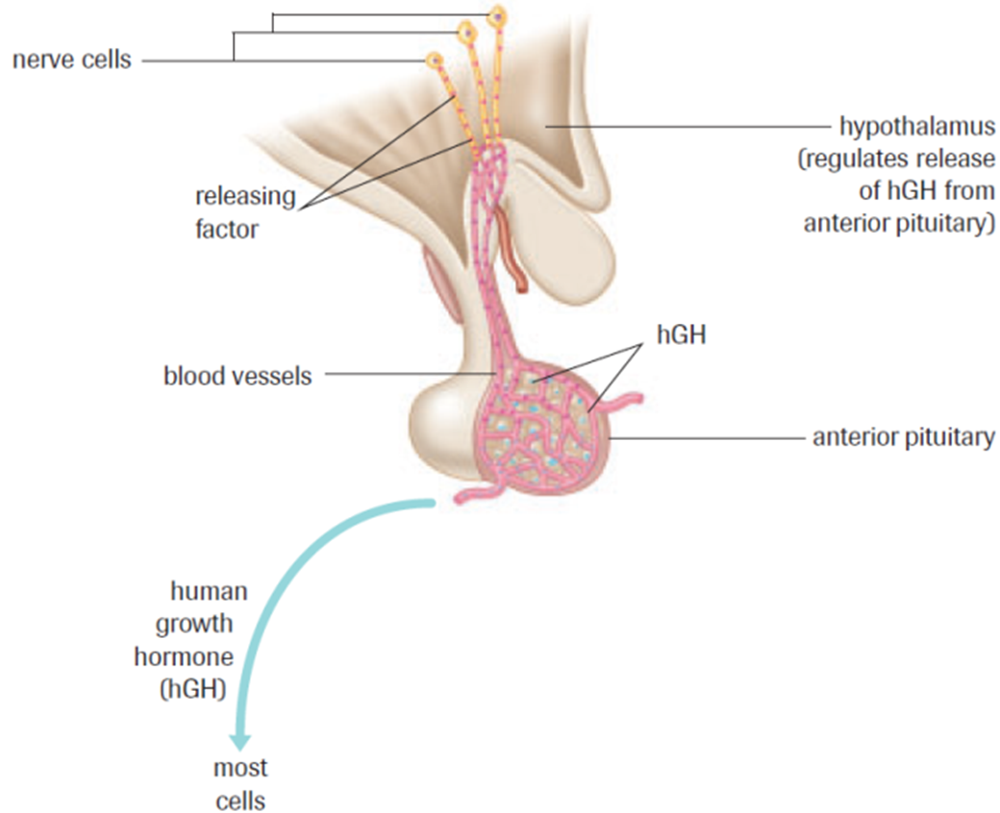 nerve cells
hypothalamus
(regulates release
of hGH from
anterior pituitary)
releasing
factor
hGH
blood vessels
anterior pituitary
human
growth
hormone
(hGH)
most
cells